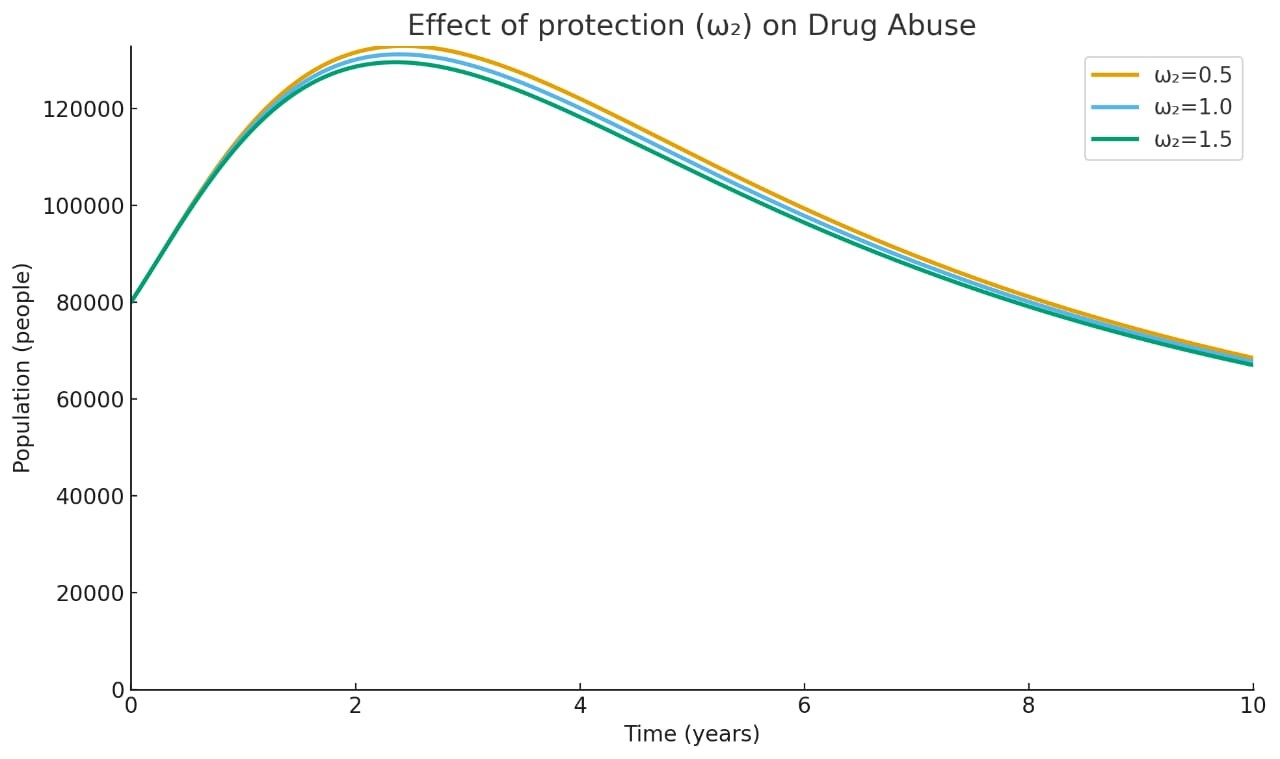 Effect of protection (ω₂) on Drug Abuse
ω₂=0.5
ω₂=1.0
ω₂=1.5
Population (people)
120000
100000
80000
60000
40000
20000
0
0 2 4 6 8 10
Time (years)